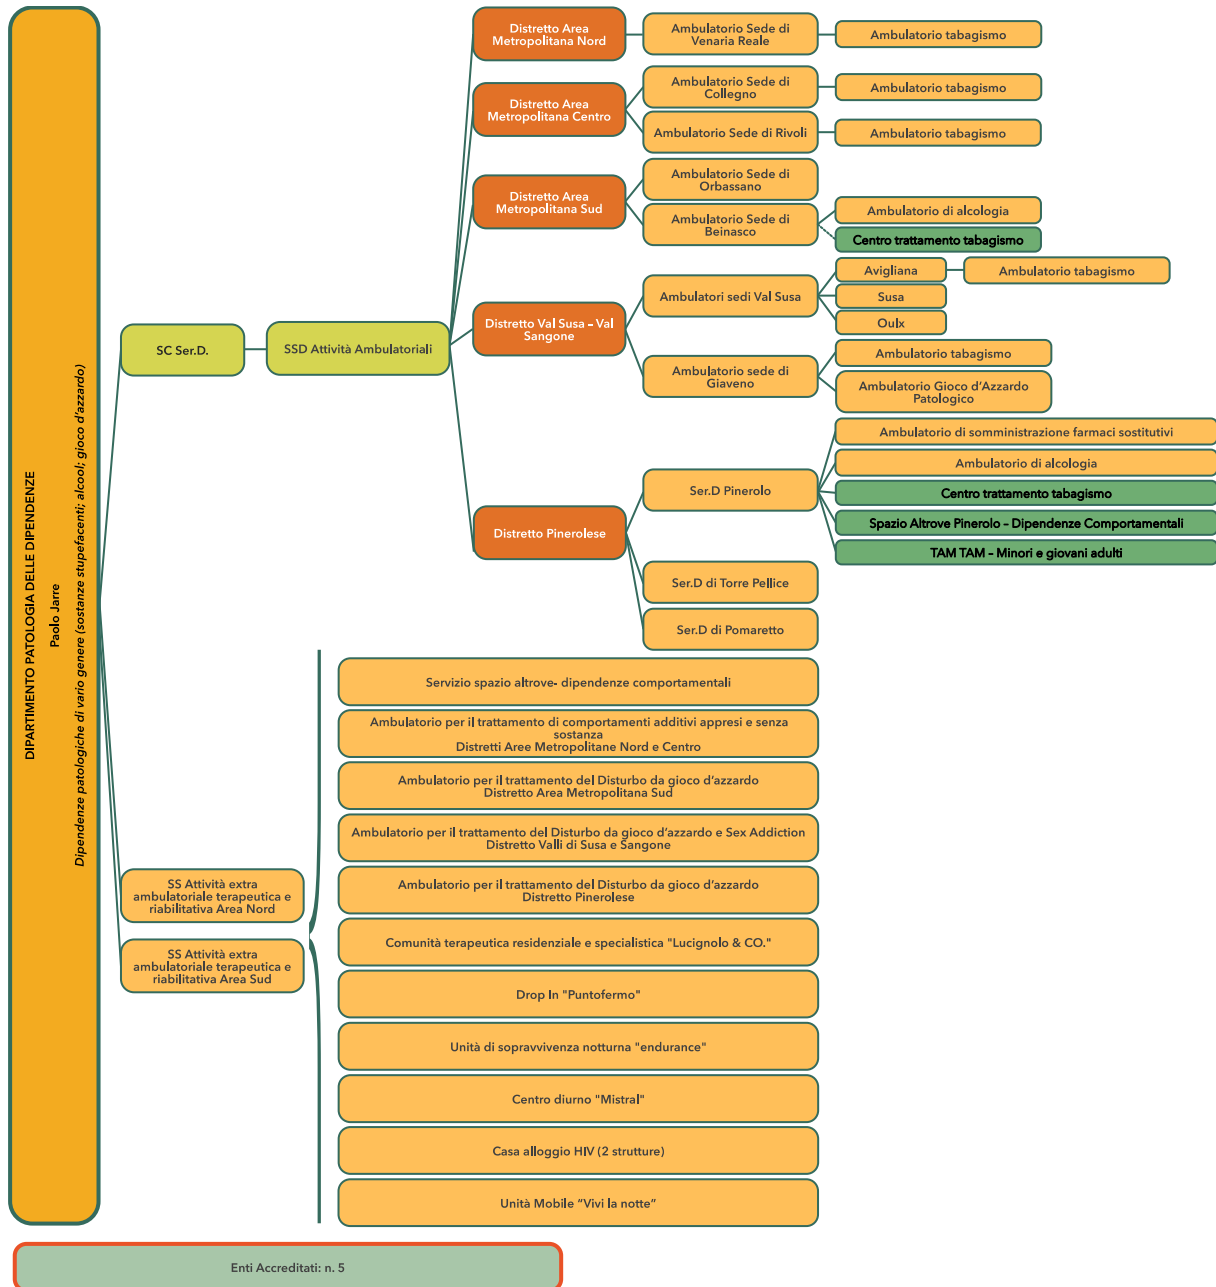 DIPARTIMENTO PATOLOGIA DELLE DIPENDENZE
Paolo Jarre
Dipendenze patologiche di vario genere (sostanze stupefacenti; alcool; gioco d'azzardo)
SC Ser.D.
SSD Attività Ambulatoriali
Distretto Area
Metropolitana Nord
Ambulatorio Sede di
Venaria Reale
Ambulatorio tabagismo
Distretto Area
Metropolitana Centro
Ambulatorio Sede di
Collegno
Ambulatorio tabagismo
Ambulatorio Sede di Rivoli
Ambulatorio tabagismo
Distretto Area
Metropolitana Sud
Ambulatorio Sede di
Orbassano
Ambulatorio Sede di
Beinasco
Ambulatorio di alcologia
Centro trattamento tabagismo
Distretto Val Susa – Val
Sangone
Ambulatori sedi Val Susa
Avigliana
Ambulatorio tabagismo
Susa
Oulx
Ambulatorio sede di
Giaveno
Ambulatorio tabagismo
Ambulatorio Gioco d'Azzardo
Patologico
Distretto Pinerolese
Ser.D Pinerolo
Ambulatorio di somministrazione farmaci sostitutivi
Ambulatorio di alcologia
Centro trattamento tabagismo
Spazio Altrove Pinerolo – Dipendenze Comportamentali
TAM TAM – Minori e giovani adulti
Ser.D di Torre Pellice
Ser.D di Pomaretto
SS Attività extra
ambulatoriale terapeutica e
riabilitativa Area Nord
SS Attività extra
ambulatoriale terapeutica e
riabilitativa Area Sud
Servizio spazio altrove- dipendenze comportamentali
Ambulatorio per il trattamento di comportamenti additivi appresi e senza
sostanza
Distretti Aree Metropolitane Nord e Centro
Ambulatorio per il trattamento del Disturbo da gioco d'azzardo
Distretto Area Metropolitana Sud
Ambulatorio per il trattamento del Disturbo da gioco d'azzardo e Sex Addiction
Distretto Valli di Susa e Sangone
Ambulatorio per il trattamento del Disturbo da gioco d'azzardo
Distretto Pinerolese
Comunità terapeutica residenziale e specialistica "Lucignolo & CO."
Drop In "Puntofermo"
Unità di sopravvivenza notturna "endurance"
Centro diurno "Mistral"
Casa alloggio HIV (2 strutture)
Unità Mobile "Vivi la notte"
Enti Accreditati: n. 5